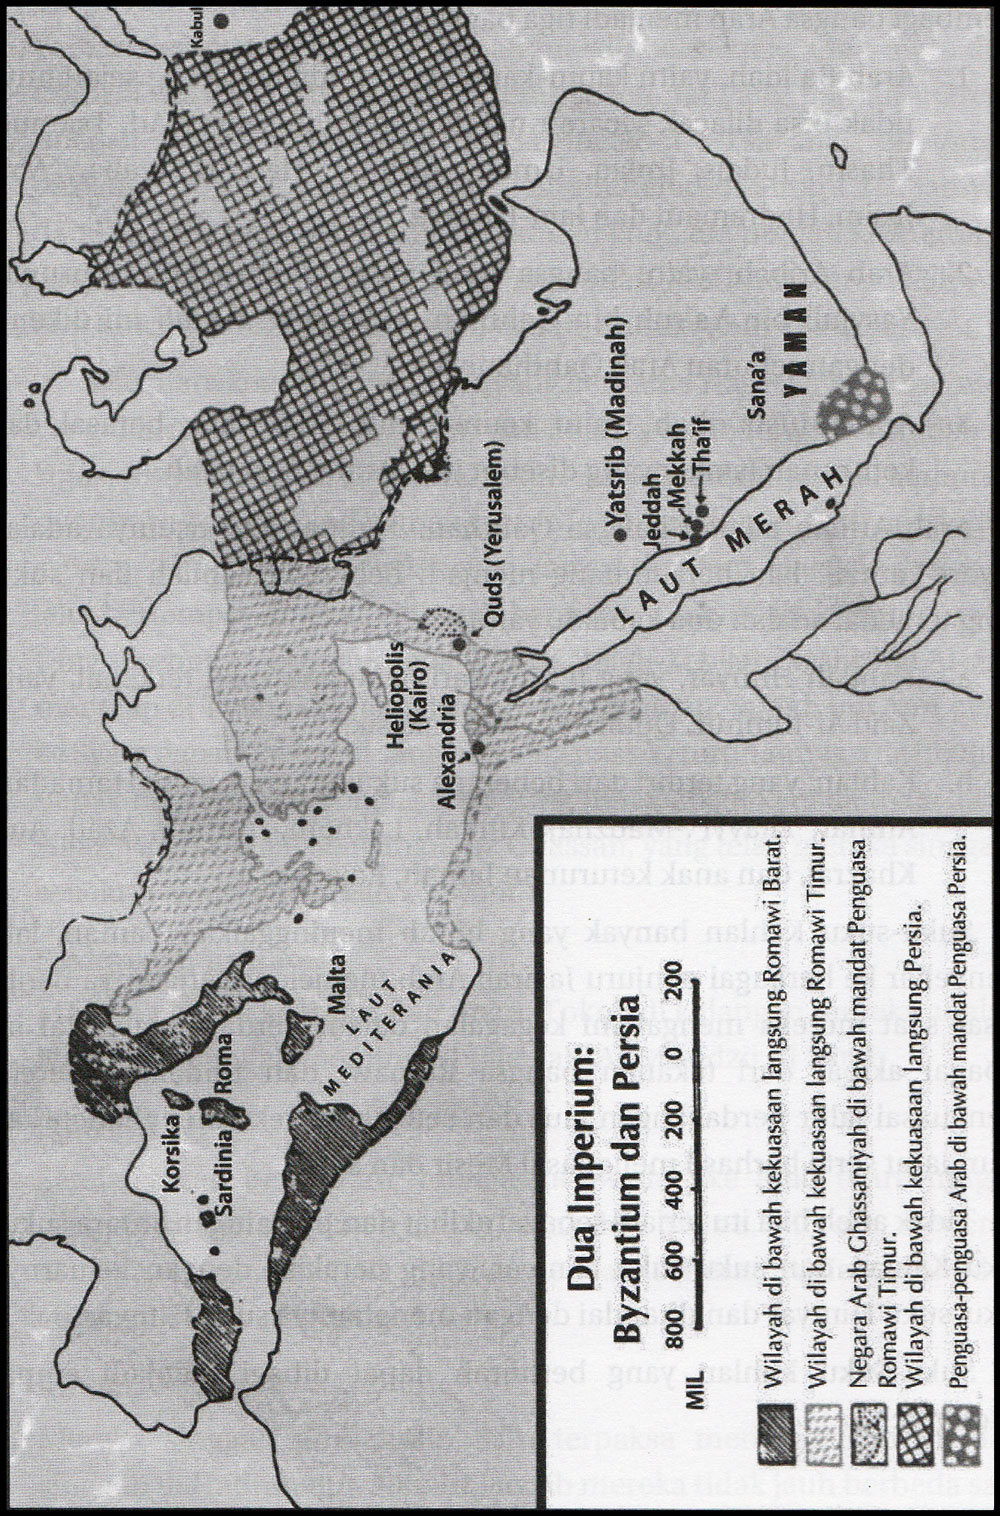 Kabul
Korsika
Sardinia
Roma
Malta
LAUT
MEDITERANIA
Heliopolis
(Kairo)
Alexandria
Quds (Yerusalem)
Yatsrib (Madinah)
Jeddah
Mekkah
Tha'if
LAUT MERAH
Sana'a
YAMAN
Dua Imperium:
Byzantium dan Persia
MIL
800 600 400 200 0 200
Wilayah di bawah kekuasaan langsung Romawi Barat.
Wilayah di bawah kekuasaan langsung Romawi Timur.
Negara Arab Ghassaniyah di bawah mandat Penguasa
Romawi Timur.
Wilayah di bawah kekuasaan langsung Persia.
Penguasa-penguasa Arab di bawah mandat Penguasa Persia.